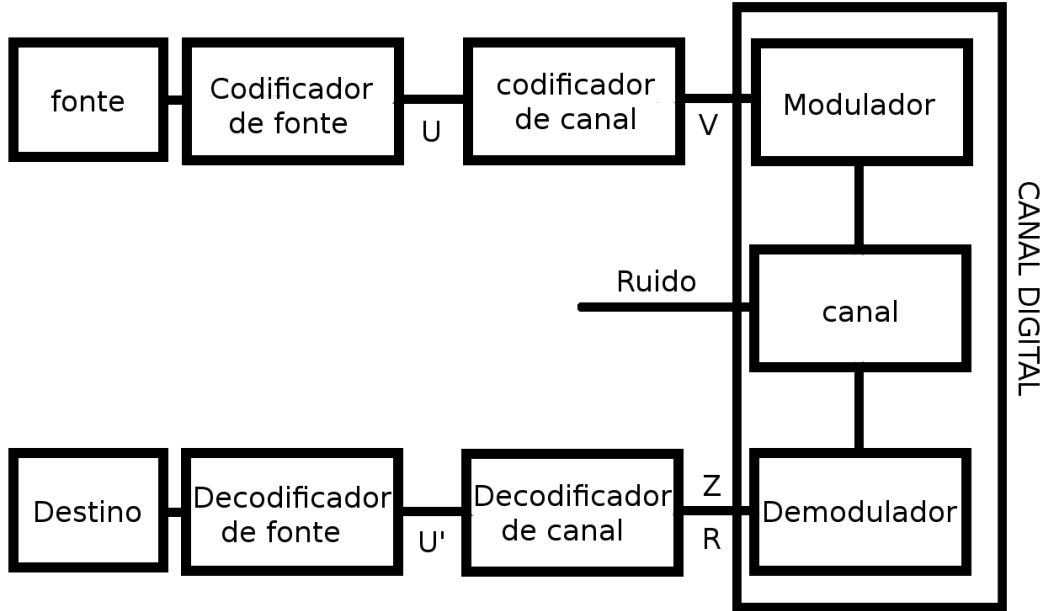 fonte
Codificador
de fonte
U
codificador
de canal
V
Modulador
CANAL DIGITAL
Ruido
canal
Destino
Decodificador
de fonte
U'
Decodificador
de canal
Z
R
Demodulador